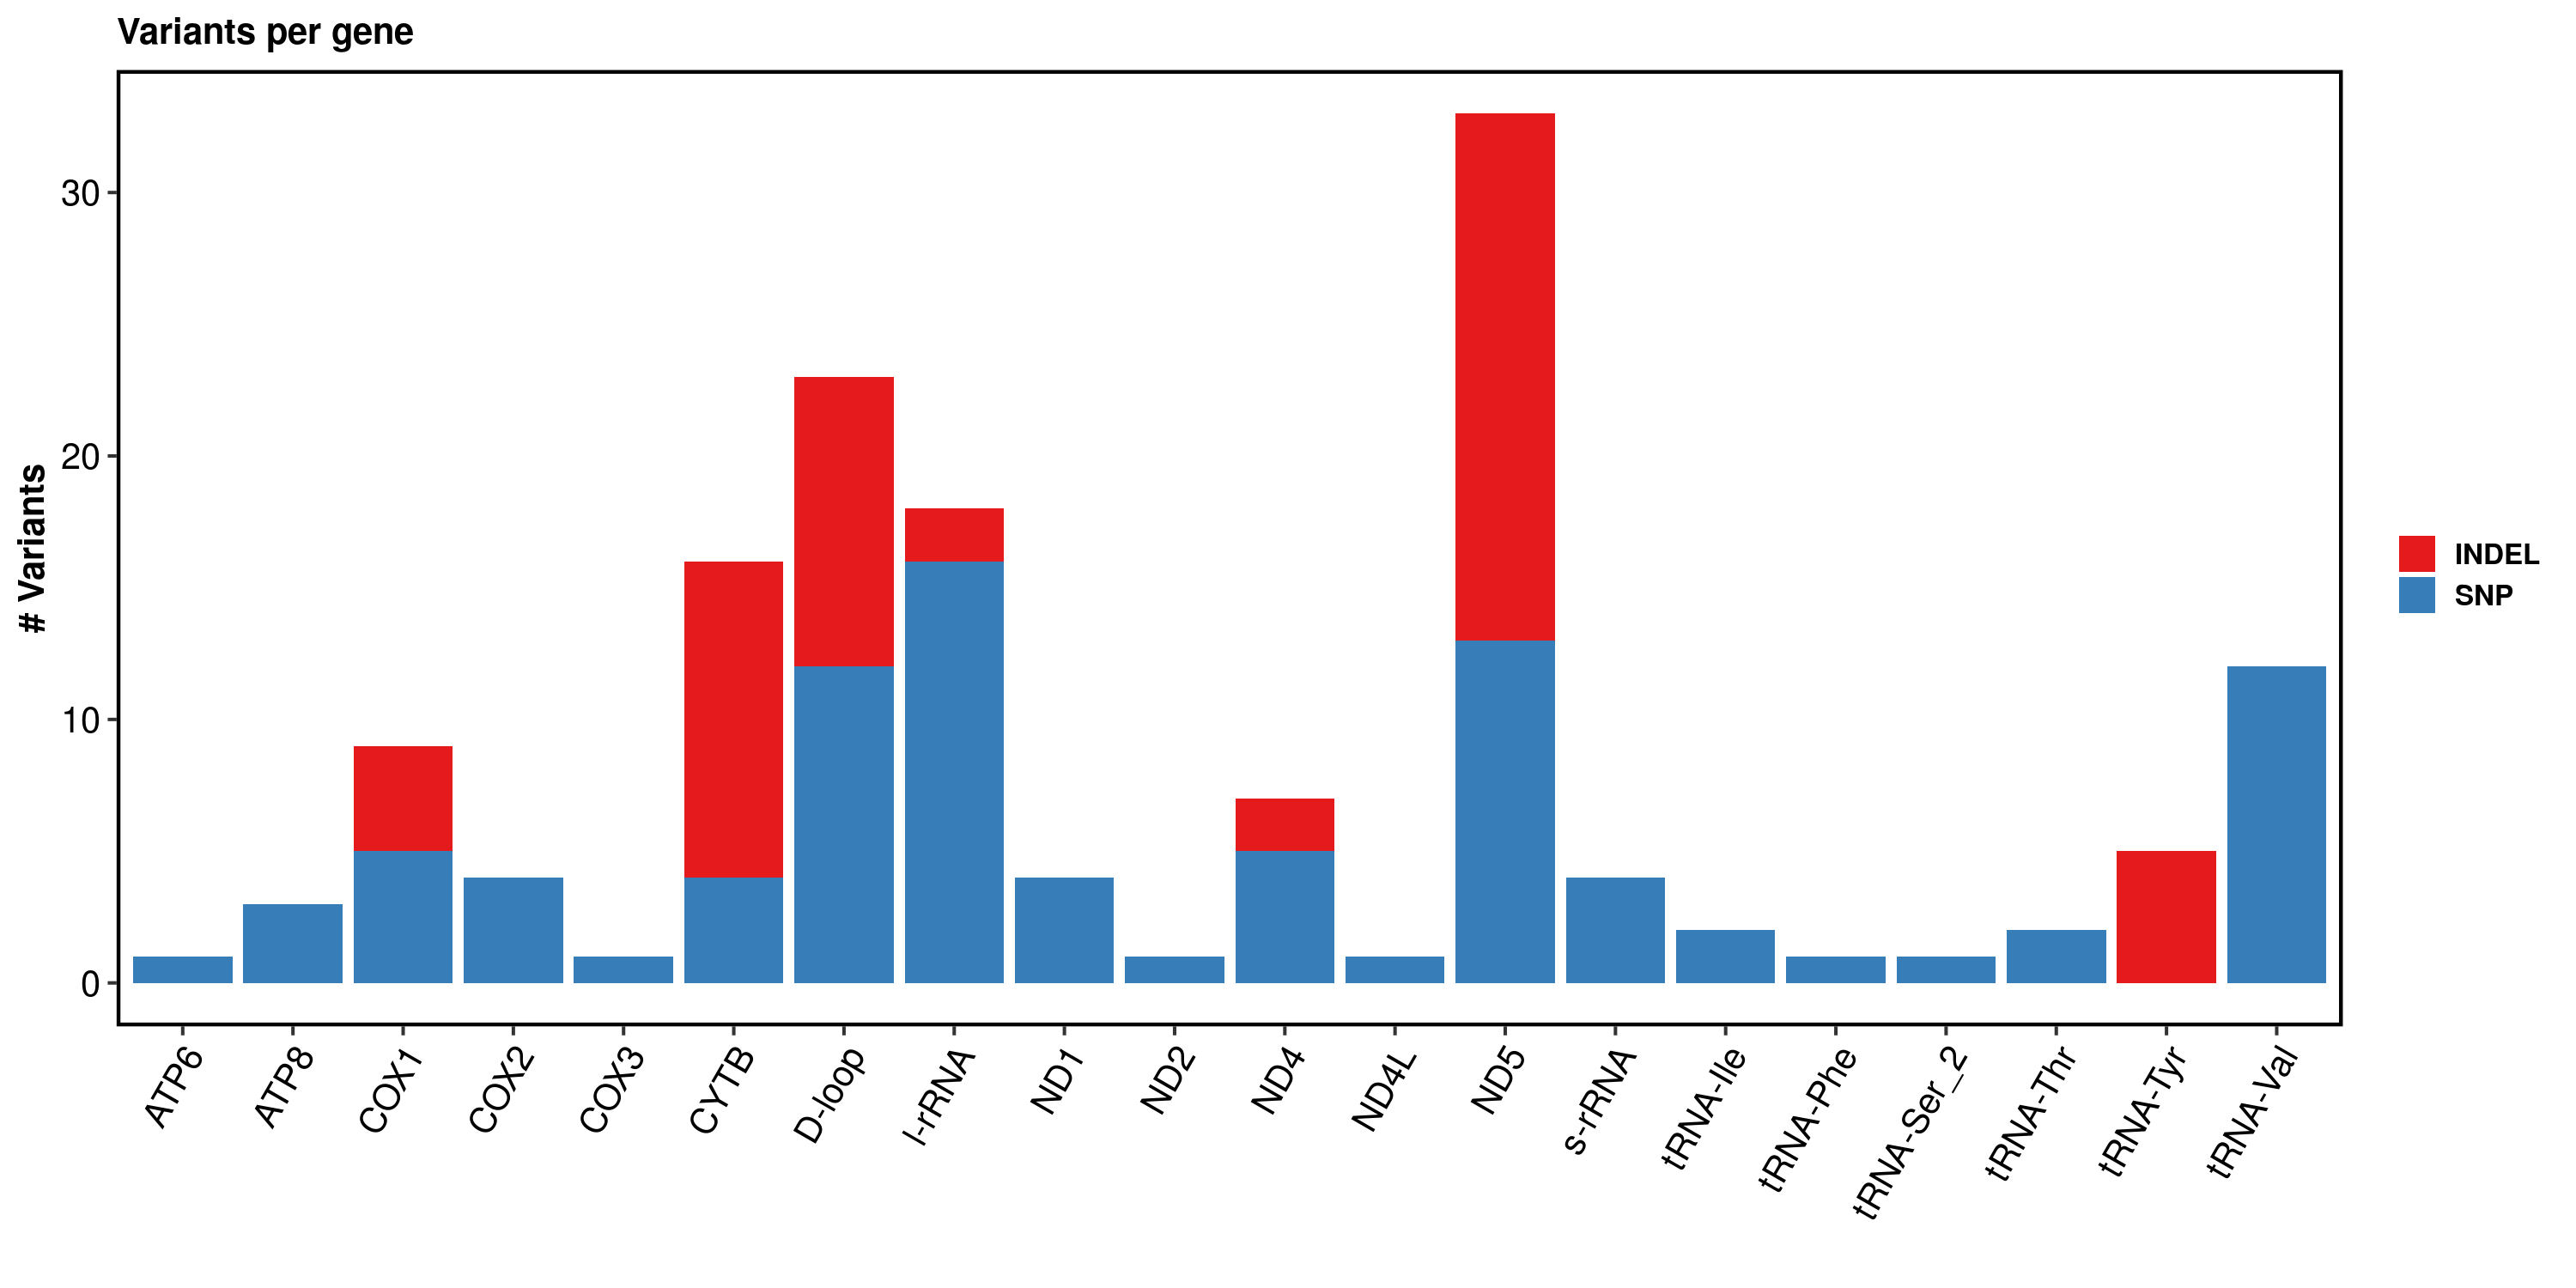 Variants per gene
# Variants
30
20
10
0
ATP6
ATP8
COX1
COX2
COX3
CYTB
D-loop
l-rRNA
ND1
ND2
ND4
ND4L
ND5
s-rRNA
tRNA-Ile
tRNA-Phe
tRNA-Ser_2
tRNA-Thr
tRNA-Tyr
tRNA-Val
INDEL
SNP